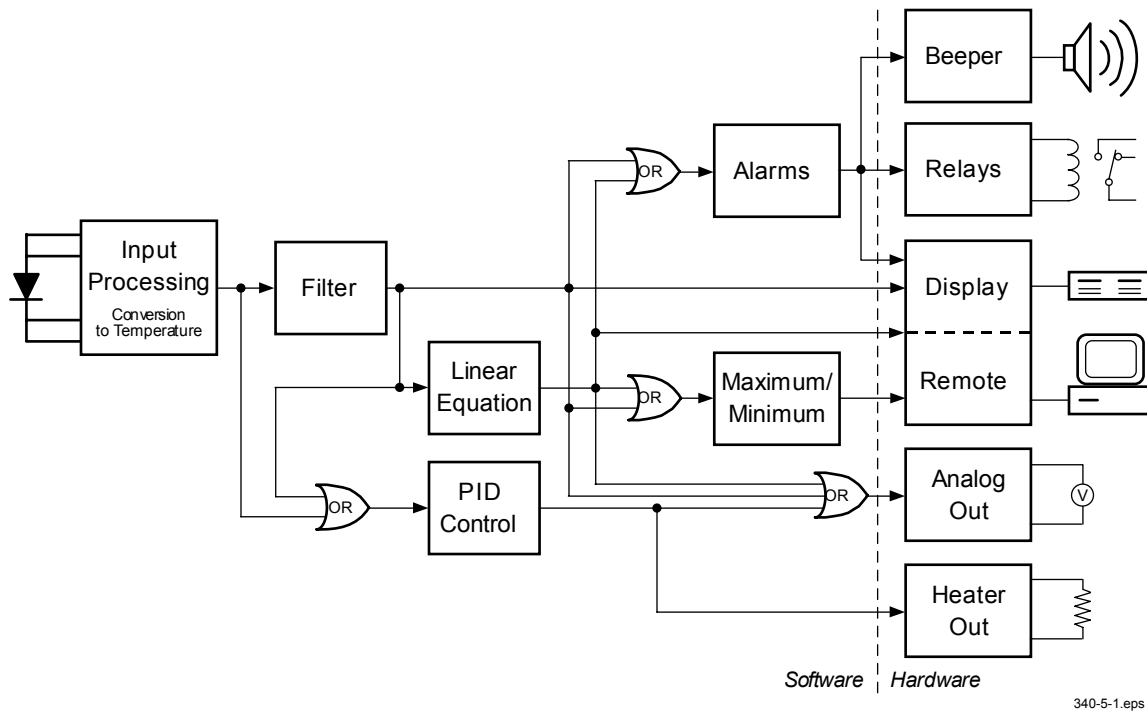 Beeper
OR
Alarms
Relays
Input
Processing
Conversion
to Temperature
Filter
Display
Linear
Equation
OR
Maximum/
Minimum
Remote
OR
PID
Control
OR
Analog
Out
V
Heater
Out
Software
Hardware
340-5-1.eps